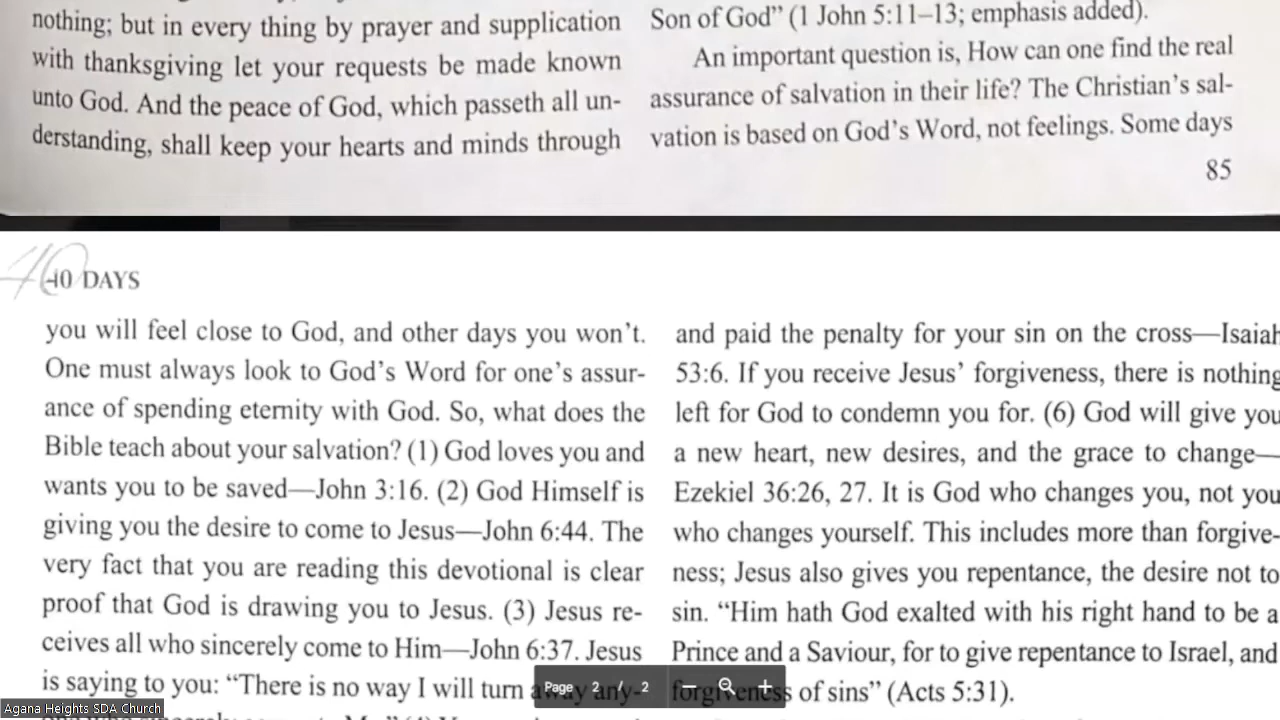 nothing; but in every thing by prayer and supplication
with thanksgiving let your requests be made known
unto God. And the peace of God, which passeth all un-
derstanding, shall keep your hearts and minds through
Son of God” (1 John 5:11–13; emphasis added).
An important question is, How can one find the real
assurance of salvation in their life? The Christian’s sal-
vation is based on God’s Word, not feelings. Some days
85
40
40 DAYS
you will feel close to God, and other days you won’t.
One must always look to God’s Word for one’s assur-
ance of spending eternity with God. So, what does the
Bible teach about your salvation? (1) God loves you and
wants you to be saved—John 3:16. (2) God Himself is
giving you the desire to come to Jesus—John 6:44. The
very fact that you are reading this devotional is clear
proof that God is drawing you to Jesus. (3) Jesus re-
ceives all who sincerely come to Him—John 6:37. Jesus
is saying to you: “There is no way I will turn away any-
and paid the penalty for your sin on the cross—Isaiah
53:6. If you receive Jesus’ forgiveness, there is nothing
left for God to condemn you for. (6) God will give you
a new heart, new desires, and the grace to change—
Ezekiel 36:26, 27. It is God who changes you, not you
who changes yourself. This includes more than forgive-
ness; Jesus also gives you repentance, the desire not to
sin. “Him hath God exalted with his right hand to be a
Prince and a Saviour, for to give repentance to Israel, and
forgiveness of sins” (Acts 5:31).
Page 2 / 2
Agana Heights SDA Church